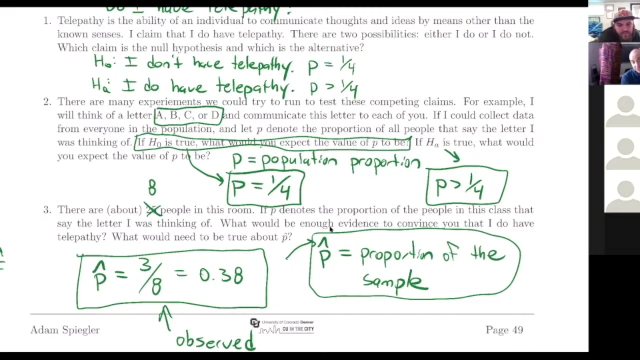 Do I have telepathy?
1. Telepathy is the ability of an individual to communicate thoughts and ideas by means other than the
known senses. I claim that I do have telepathy. There are two possibilities: either I do or I do not.
Which claim is the null hypothesis and which is the alternative?
Ho: I don't have telepathy. p = 1/4
Ha: I do have telepathy. p > 1/4
2. There are many experiements we could try to run to test these competing claims. For example, I
will think of a letter A, B, C, or D and communicate this letter to each of you. If I could collect data
from everyone in the population, and let p denote the proportion of all people that say the letter I
was thinking of. If H0 is true, what would you expect the value of p to be? If Ha is true, what would
you expect the value of p to be?
p = population proportion
p = 1/4
p > 1/4
8
3. There are (about) people in this room. If p̂ denotes the proportion of the people in this class that
say the letter I was thinking of. What would be enough evidence to convince you that I do have
telepathy? What would need to be true about p̂?
p̂ = 3/8 = 0.38
p̂ = proportion of the
sample
observed
Adam Spiegler
University of Colorado Denver
CU IN THE CITY
Page 49